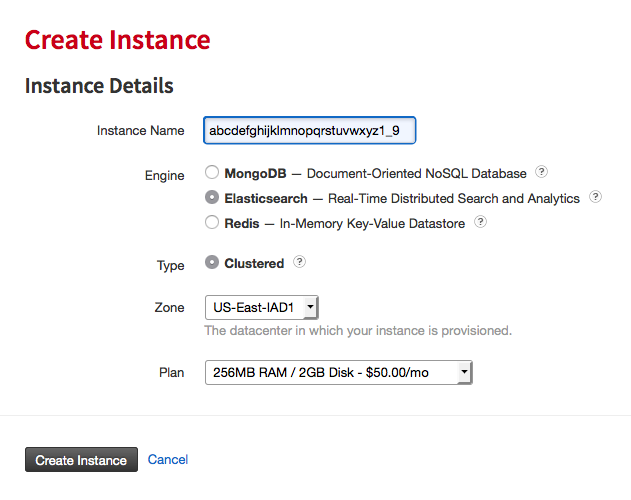 Create Instance
Instance Details
Instance Name abcdefghijklmnopqrstuvwxyz1_9
Engine MongoDB — Document-Oriented NoSQL Database ?
Elasticsearch — Real-Time Distributed Search and Analytics ?
Redis — In-Memory Key-Value Datastore ?
Type Clustered ?
Zone US-East-IAD1
The datacenter in which your instance is provisioned.
Plan 256MB RAM / 2GB Disk - $50.00/mo
Create Instance Cancel